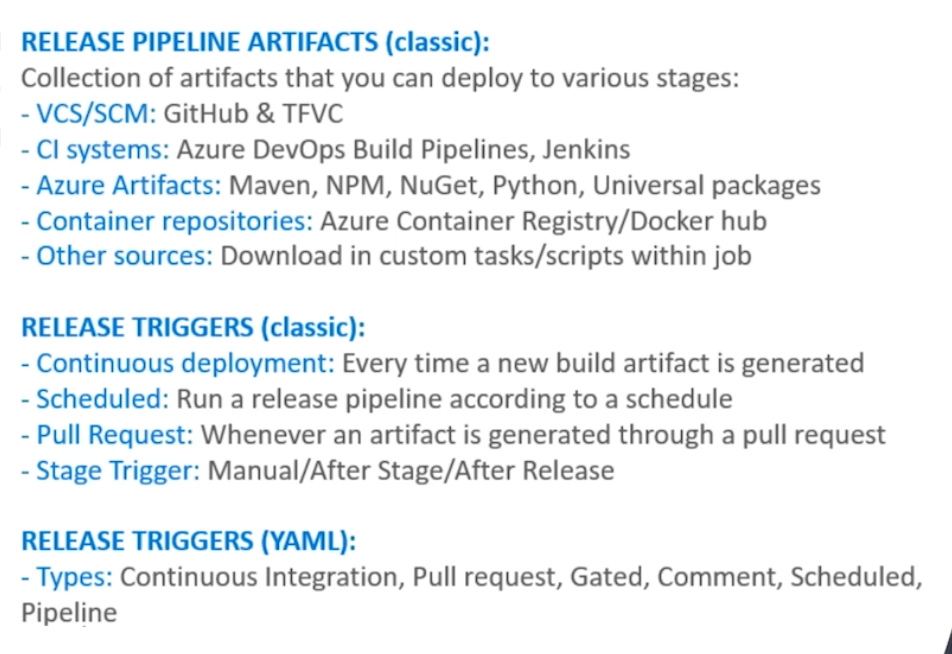 RELEASE PIPELINE ARTIFACTS (classic):
Collection of artifacts that you can deploy to various stages:
- VCS/SCM: GitHub & TFVC
- CI systems: Azure DevOps Build Pipelines, Jenkins
- Azure Artifacts: Maven, NPM, NuGet, Python, Universal packages
- Container repositories: Azure Container Registry/Docker hub
- Other sources: Download in custom tasks/scripts within job
RELEASE TRIGGERS (classic):
- Continuous deployment: Every time a new build artifact is generated
- Scheduled: Run a release pipeline according to a schedule
- Pull Request: Whenever an artifact is generated through a pull request
- Stage Trigger: Manual/After Stage/After Release
RELEASE TRIGGERS (YAML):
- Types: Continuous Integration, Pull request, Gated, Comment, Scheduled,
Pipeline